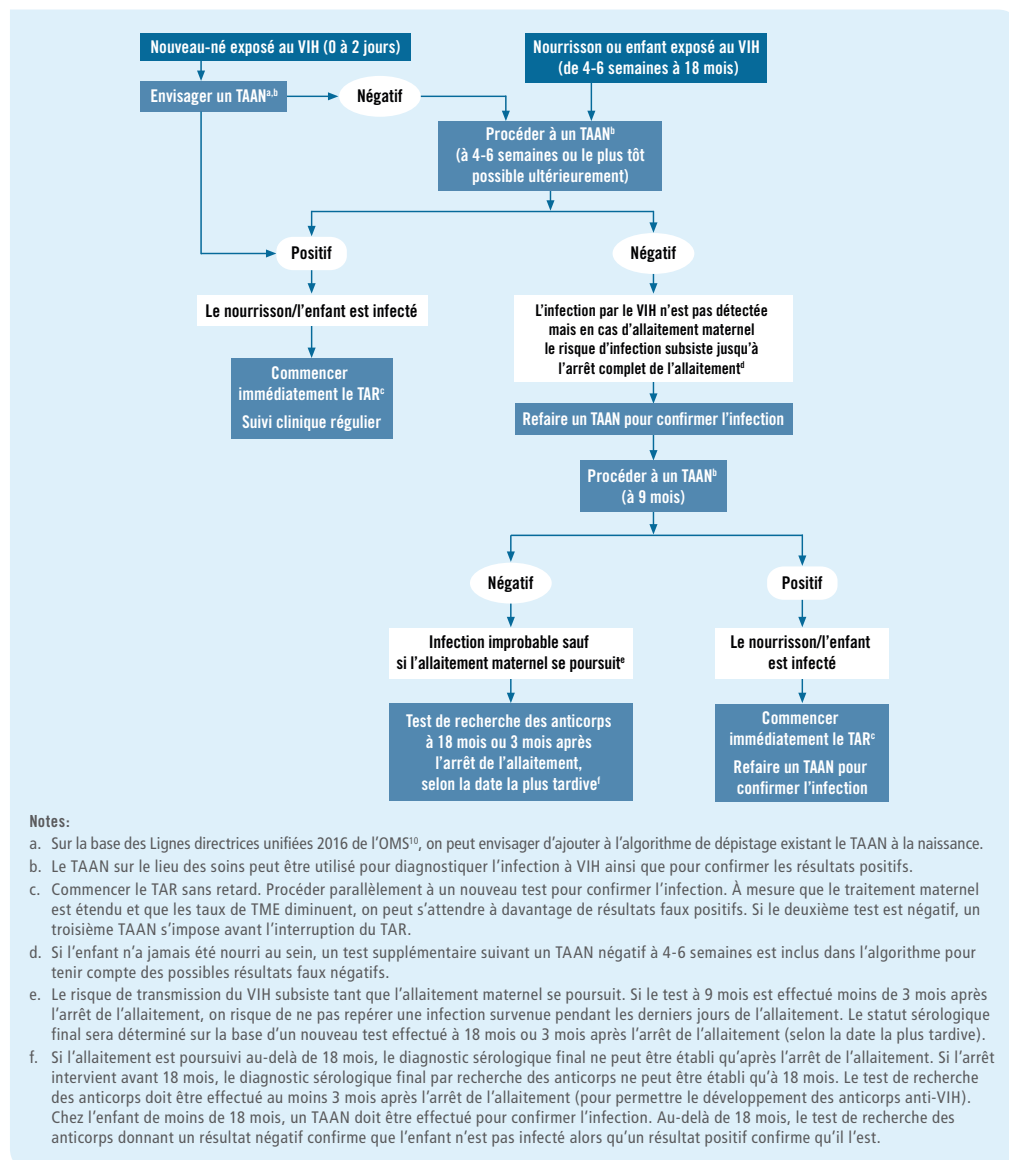 Nouveau-né exposé au VIH (0 à 2 jours)
Nourrisson ou enfant exposé au VIH
(de 4-6 semaines à 18 mois)
Envisager un TAANa,b
Négatif
Procéder à un TAANb
(à 4-6 semaines ou le plus tôt
possible ultérieurement)
Positif
Négatif
Le nourrisson/l'enfant est infecté
L'infection par le VIH n'est pas détectée
mais en cas d'allaitement maternel
le risque d'infection subsiste jusqu'à
l'arrêt complet de l'allaitementd
Commencer
immédiatement le TARc
Suivi clinique régulier
Refaire un TAAN pour confirmer l'infection
Procéder à un TAANb
(à 9 mois)
Négatif
Positif
Infection improbable sauf
si l'allaitement maternel se poursuite
Le nourrisson/l'enfant
est infecté
Test de recherche des anticorps
à 18 mois ou 3 mois après
l'arrêt de l'allaitement,
selon la date la plus tardivef
Commencer
immédiatement le TARc
Refaire un TAAN pour
confirmer l'infection
Notes:
a. Sur la base des Lignes directrices unifiées 2016 de l'OMS10, on peut envisager d'ajouter à l'algorithme de dépistage existant le TAAN à la naissance.
b. Le TAAN sur le lieu des soins peut être utilisé pour diagnostiquer l'infection à VIH ainsi que pour confirmer les résultats positifs.
c. Commencer le TAR sans retard. Procéder parallèlement à un nouveau test pour confirmer l'infection. À mesure que le traitement maternel
est étendu et que les taux de TME diminuent, on peut s'attendre à davantage de résultats faux positifs. Si le deuxième test est négatif, un
troisième TAAN s'impose avant l'interruption du TAR.
d. Si l'enfant n'a jamais été nourri au sein, un test supplémentaire suivant un TAAN négatif à 4-6 semaines est inclus dans l'algorithme pour
tenir compte des possibles résultats faux négatifs.
e. Le risque de transmission du VIH subsiste tant que l'allaitement maternel se poursuit. Si le test à 9 mois est effectué moins de 3 mois après
l'arrêt de l'allaitement, on risque de ne pas repérer une infection survenue pendant les derniers jours de l'allaitement. Le statut sérologique
final sera déterminé sur la base d'un nouveau test effectué à 18 mois ou 3 mois après l'arrêt de l'allaitement (selon la date la plus tardive).
f. Si l'allaitement est poursuivi au-delà de 18 mois, le diagnostic sérologique final ne peut être établi qu'après l'arrêt de l'allaitement. Si l'arrêt
intervient avant 18 mois, le diagnostic sérologique final par recherche des anticorps ne peut être établi qu'à 18 mois. Le test de recherche
des anticorps doit être effectué au moins 3 mois après l'arrêt de l'allaitement (pour permettre le développement des anticorps anti-VIH).
Chez l'enfant de moins de 18 mois, un TAAN doit être effectué pour confirmer l'infection. Au-delà de 18 mois, le test de recherche des
anticorps donnant un résultat négatif confirme que l'enfant n'est pas infecté alors qu'un résultat positif confirme qu'il l'est.